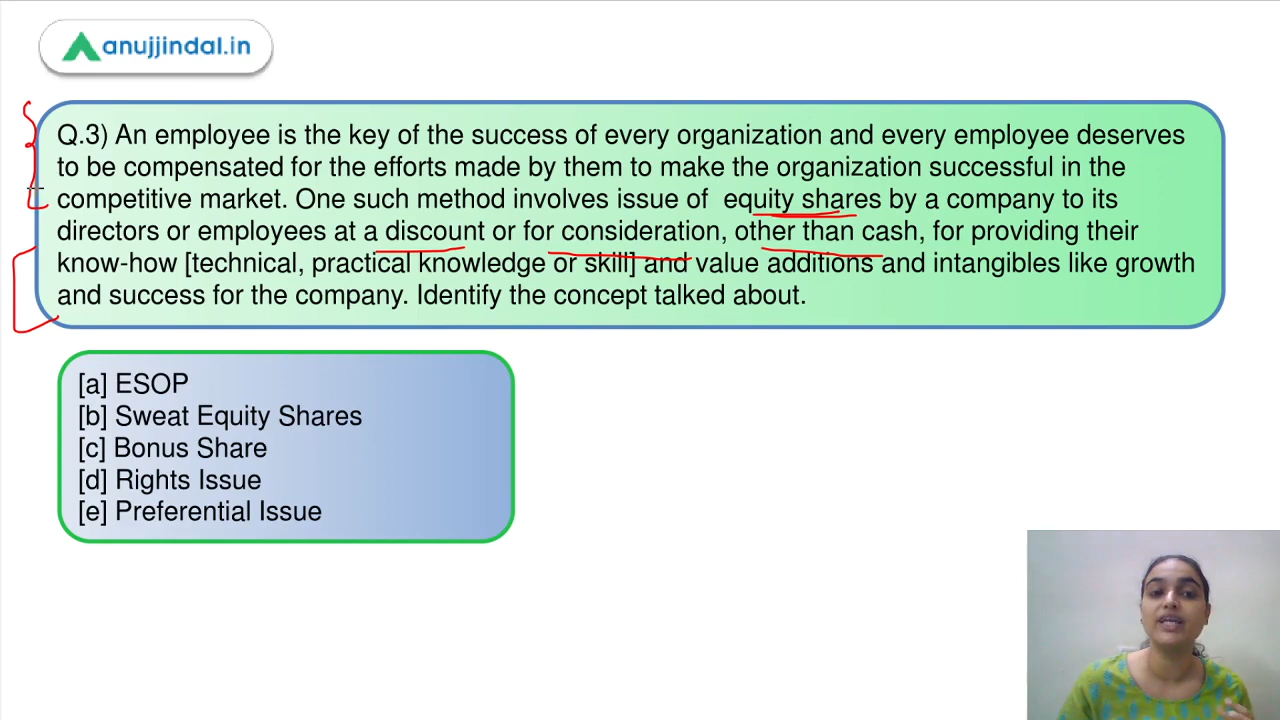 anujjindal.in
Q.3) An employee is the key of the success of every organization and every employee deserves
to be compensated for the efforts made by them to make the organization successful in the
competitive market. One such method involves issue of equity shares by a company to its
directors or employees at a discount or for consideration, other than cash, for providing their
know-how [technical, practical knowledge or skill] and value additions and intangibles like growth
and success for the company. Identify the concept talked about.
[a] ESOP
[b] Sweat Equity Shares
[c] Bonus Share
[d] Rights Issue
[e] Preferential Issue